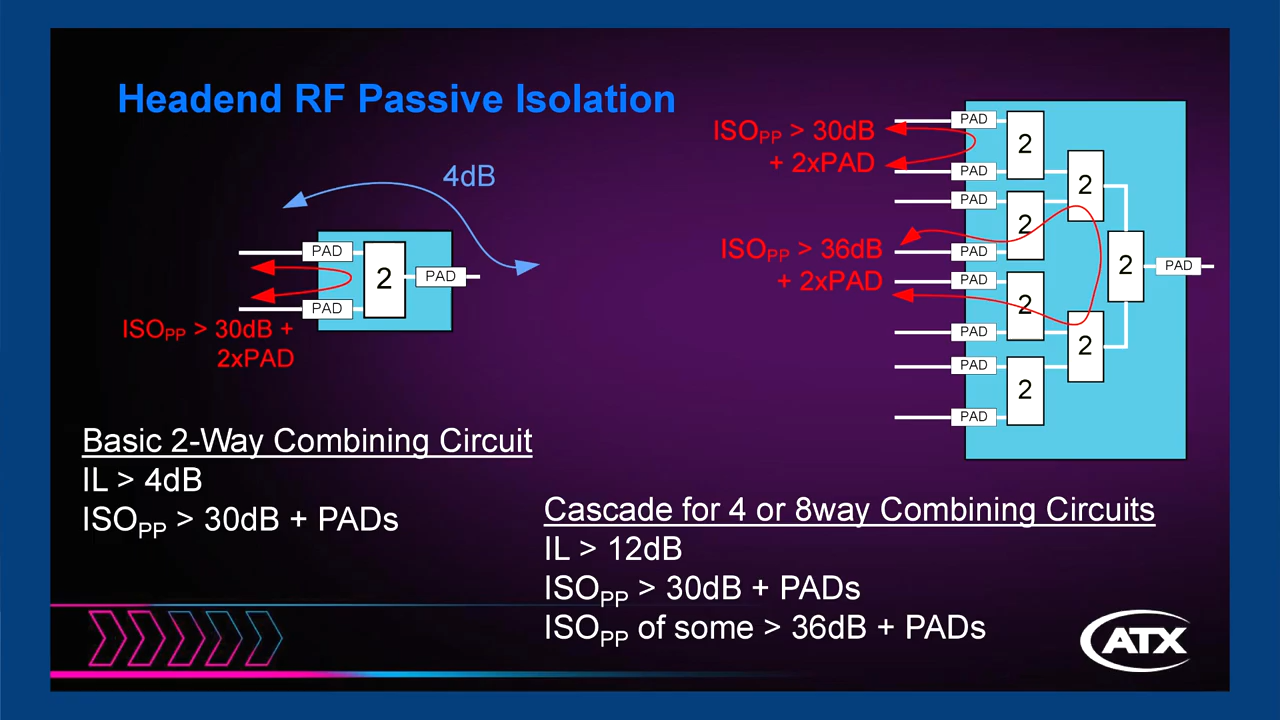 Headend RF Passive Isolation
4dB
PAD
2
PAD
PAD
ISOPP > 30dB +
2xPAD
ISOPP > 30dB
+ 2xPAD
ISOPP > 36dB
+ 2xPAD
PAD
2
PAD
2
PAD
2
PAD
2
PAD
PAD
2
PAD
2
PAD
2
PAD
PAD
Basic 2-Way Combining Circuit
IL > 4dB
ISOPP > 30dB + PADs
Cascade for 4 or 8way Combining Circuits
IL > 12dB
ISOPP > 30dB + PADs
ISOPP of some > 36dB + PADs
ATX